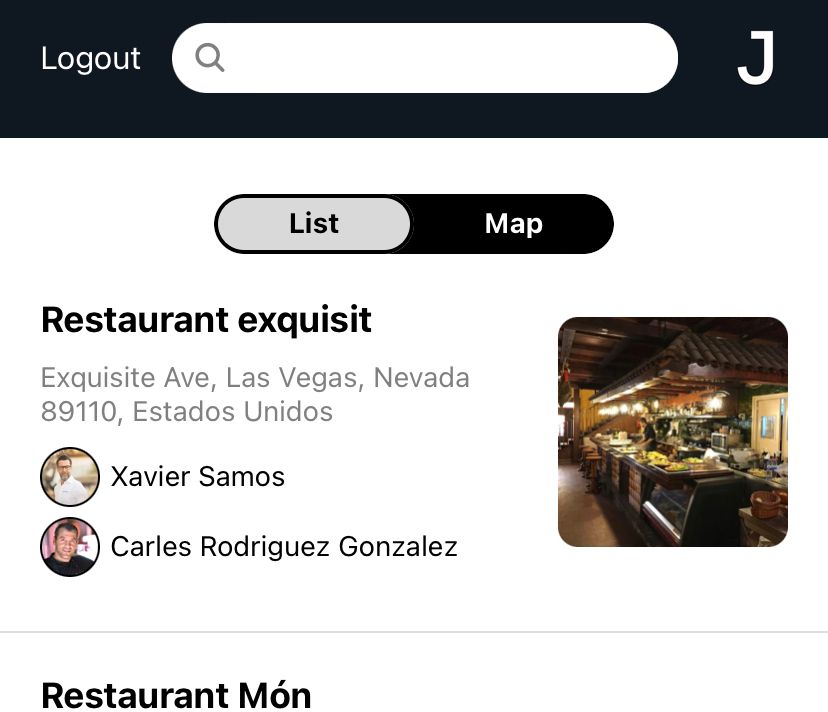 Logout
J
List
Map
Restaurant exquisit
Exquisite Ave, Las Vegas, Nevada
89110, Estados Unidos
Xavier Samos
Carles Rodriguez Gonzalez
Restaurant Món